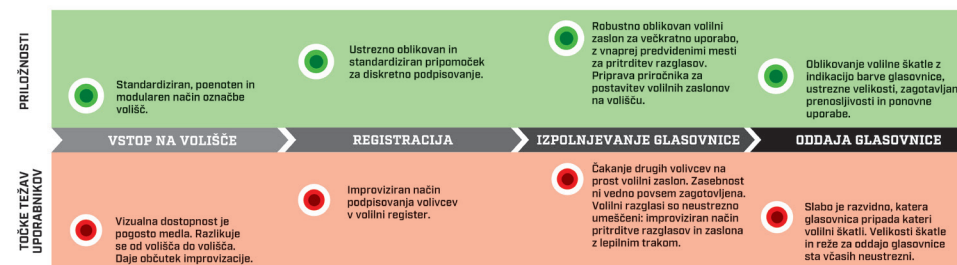 PRILOŽNOSTI
Standardiziran, poenoten in
modularen način označbe
volišč.
Ustrezno oblikovan in
standardiziran pripomoček
za diskretno podpisovanje.
Robustno oblikovan volilni
zaslon za večkratno uporabo,
z vnaprej predvidenimi mesti
za pritrditev razglasov.
Priprava priročnika za
postavitev volilnih zaslonov
na volišču.
Oblikovanje volilne škatle z
indikacijo barve glasovnice,
ustrezne velikosti, zagotavljan
prenosljivosti in ponovne
uporabe.
VSTOP NA VOLIŠČE
REGISTRACIJA
IZPOLNJEVANJE GLASOVNICE
ODDAJA GLASOVNICE
TOČKE TEŽAV
UPORABNIKOV
Vizualna dostopnost je
pogosto medla. Razlikuje
se od volišča do volišča.
Daje občutek improvizacije.
Improviziran način
podpisovanja volivcev
v volilni register.
Čakanje drugih volivcev na
prost volilni zaslon. Zasebnost
ni vedno povsem zagotovljena.
Volilni razglasi so neustrezno
umeščeni: improviziran način
pritrditve razglasov in zaslona
z lepilnim trakom.
Slabo je razvidno, katera
glasovnica pripada kateri
volilni škatli. Velikosti škatle
in reže za oddajo glasovnice
sta včasih neustrezni.